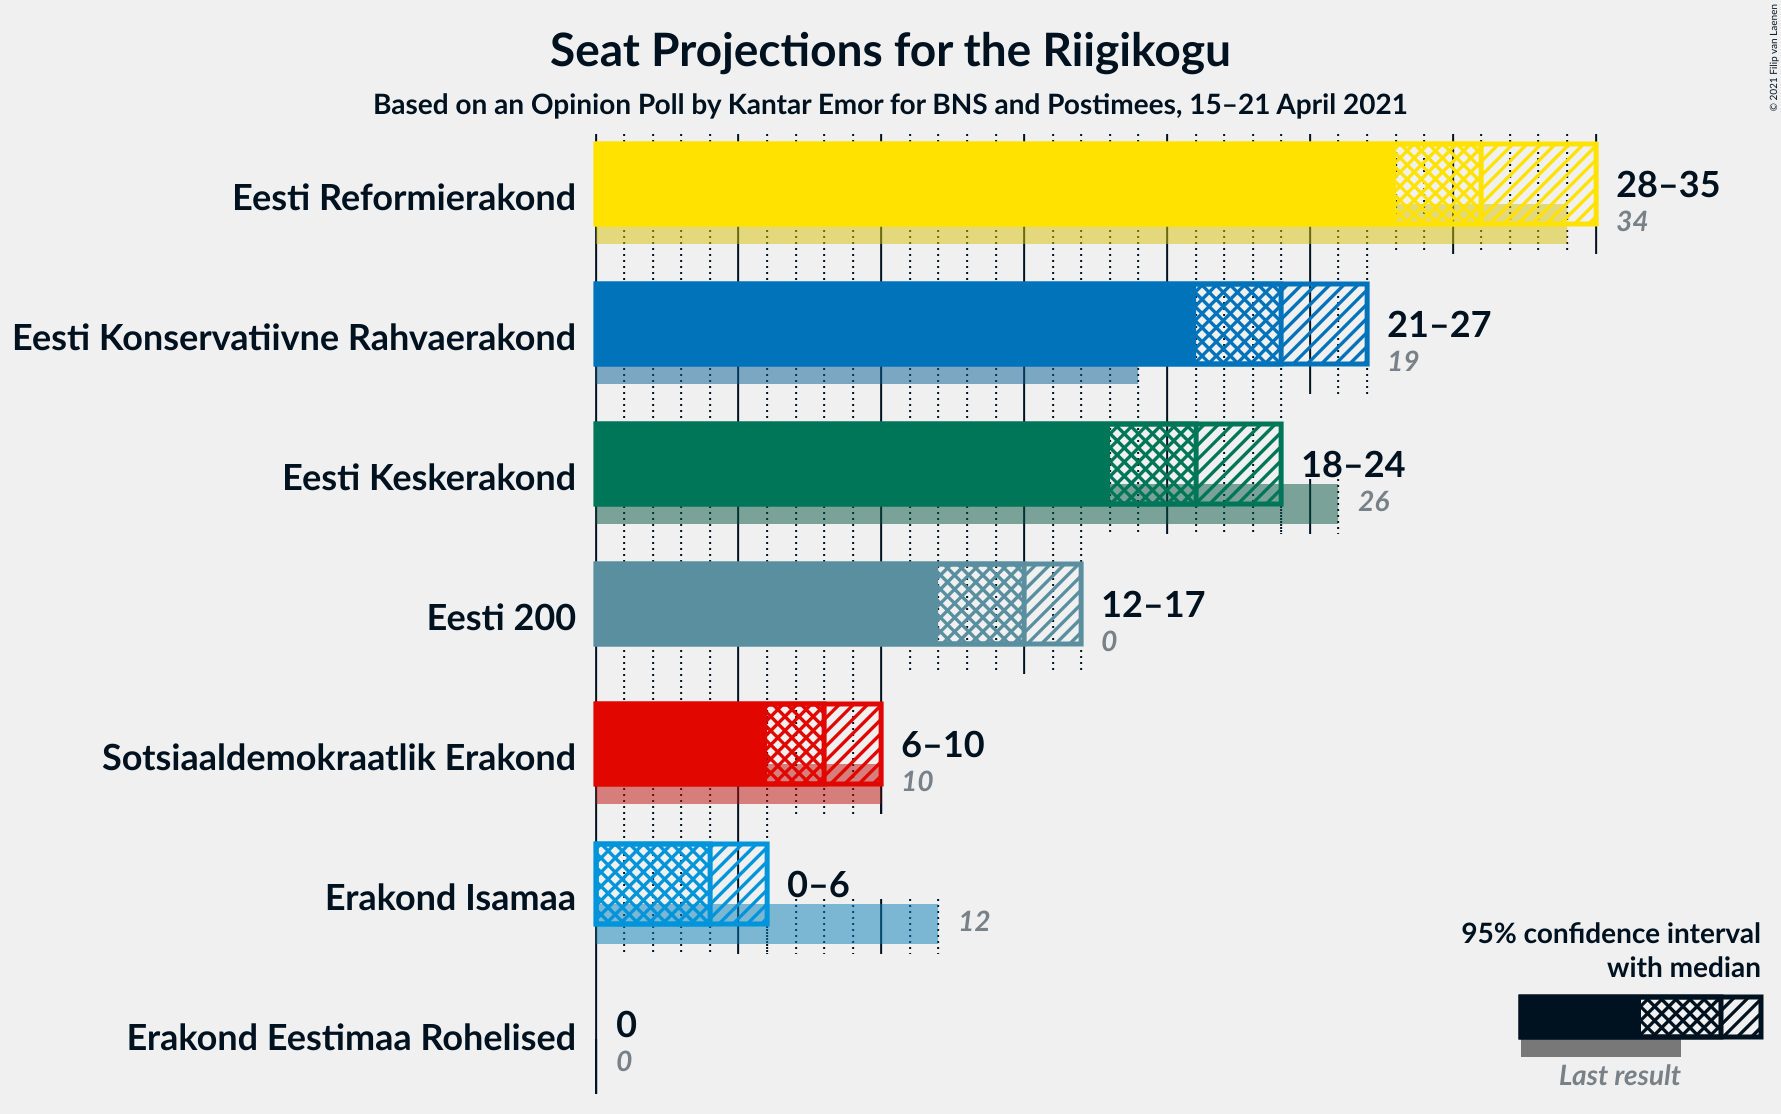 Seat Projections for the Riigikogu
Based on an Opinion Poll by Kantar Emor for BNS and Postimees, 15–21 April 2021
© 2021 Filip van Laenen
Eesti Reformierakond
28–35
34
Eesti Konservatiivne Rahvaerakond
21–27
19
Eesti Keskerakond
18–24
26
Eesti 200
12–17
0
Sotsiaaldemokraatlik Erakond
6–10
10
Erakond Isamaa
0–6
12
Erakond Eestimaa Rohelised
0
0
95% confidence interval
with median
Last result